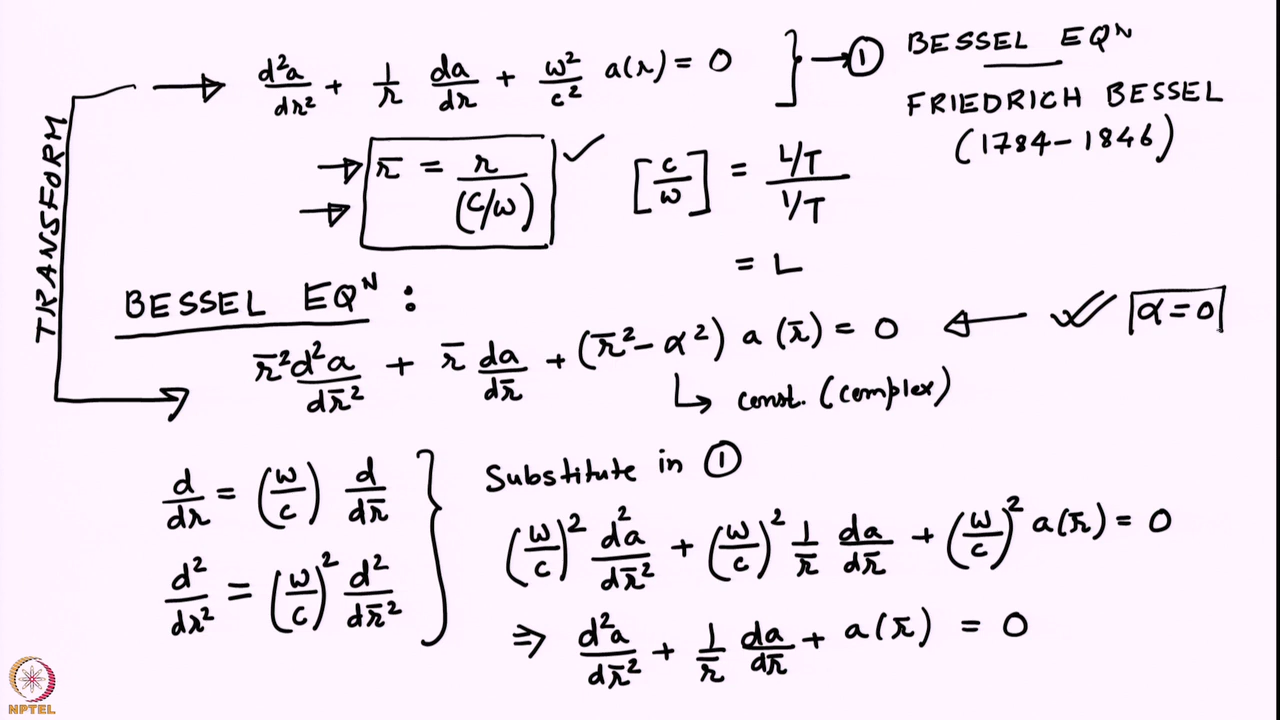 d²a/dr² + 1/r da/dr + ω²/c² a(r) = 0 } → ① BESSEL EQᴺ
FRIEDRICH BESSEL
(1784-1846)
TRANSFORM
r̄ = r/(c/ω) ✓ [c/ω] = (L/T)/(1/T)
= L
BESSEL EQᴺ :
r̄² d²a/dr̄² + r̄ da/dr̄ + (r̄² - α²) a(r̄) = 0 ← ✓✓ α = 0
↳ const. (complex)
d/dr = (ω/c) d/dr̄
d²/dr² = (ω/c)² d²/dr̄²
Substitute in ①
(ω/c)² d²a/dr̄² + (ω/c)² 1/r̄ da/dr̄ + (ω/c)² a(r̄) = 0
⇒ d²a/dr̄² + 1/r̄ da/dr̄ + a(r̄) = 0
NPTEL